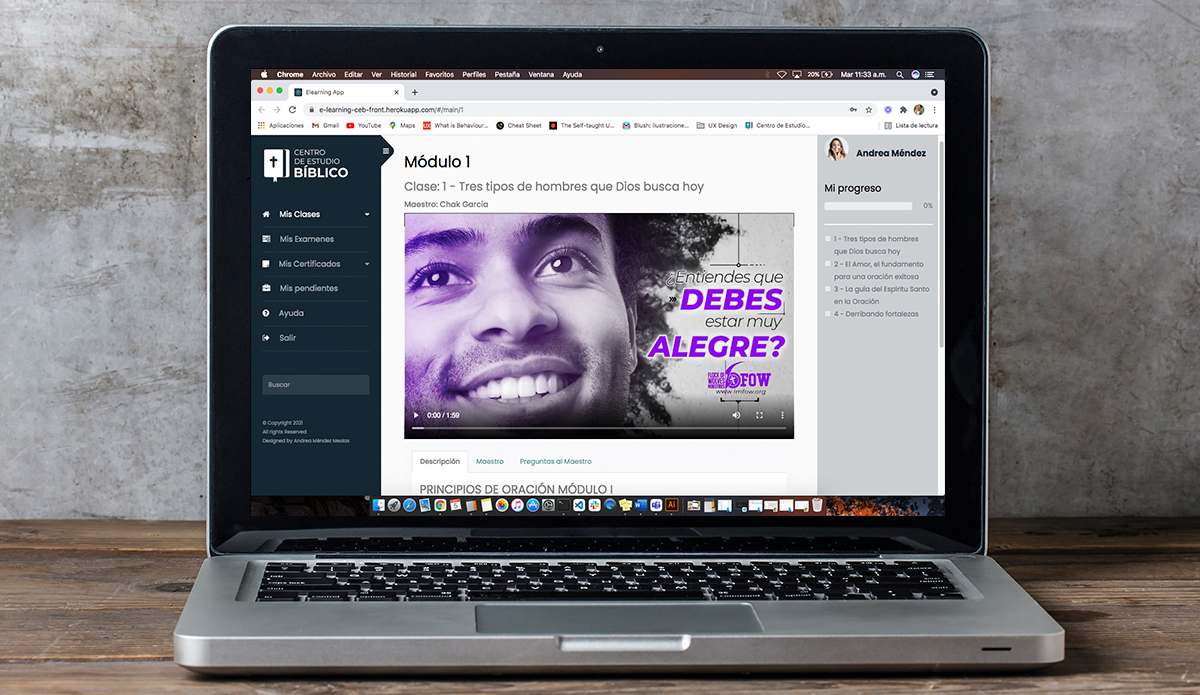 Chrome Archivo Editar Ver Historial Favoritos Perfiles Pestaña Ventana Ayuda 20% Mar 11:33 a.m.
Elearning App
e-learning-ceb-front.herokuapp.com/#/main/1
Aplicaciones Gmail YouTube Maps What is Behaviour... Cheat Sheet The Self-taught U... Blush: ilustracione... UX Design Centro de Estudio... Lista de lectura
CENTRO
DE ESTUDIO
BÍBLICO
Mis Clases
Mis Examenes
Mis Certificados
Mis pendientes
Ayuda
Salir
Buscar
© Copyright 2021
All rights Reserved
Designed by Andrea Méndez Mesias
Módulo 1
Clase: 1 - Tres tipos de hombres que Dios busca hoy
Maestro: Chak García
¿Entiendes que
DEBES
estar muy
ALEGRE?
FLOCK OF
WOLVES
MINISTRIES
FOW
www.imfow.org
0:00 / 1:59
Descripción Maestro Preguntas al Maestro
PRINCIPIOS DE ORACIÓN MÓDULO I
Andrea Méndez
Mi progreso
0%
1 - Tres tipos de hombres
que Dios busca hoy
2 - El Amor, el fundamento
para una oración exitosa
3 - La guía del Espíritu Santo
en la Oración
4 - Derribando fortalezas